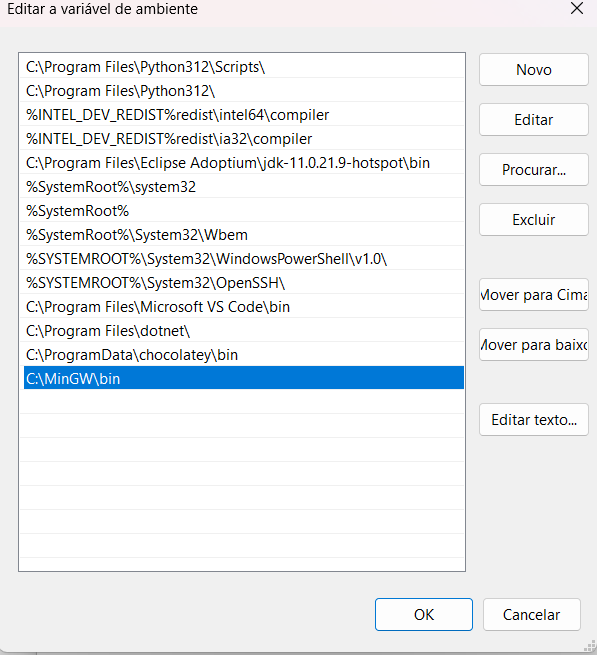 Editar a variável de ambiente
C:\Program Files\Python312\Scripts\
C:\Program Files\Python312\
%INTEL_DEV_REDIST%redist\intel64\compiler
%INTEL_DEV_REDIST%redist\ia32\compiler
C:\Program Files\Eclipse Adoptium\jdk-11.0.21.9-hotspot\bin
%SystemRoot%\system32
%SystemRoot%
%SystemRoot%\System32\Wbem
%SYSTEMROOT%\System32\WindowsPowerShell\v1.0\
%SYSTEMROOT%\System32\OpenSSH\
C:\Program Files\Microsoft VS Code\bin
C:\Program Files\dotnet\
C:\ProgramData\chocolatey\bin
C:\MinGW\bin
Novo
Editar
Procurar...
Excluir
Mover para Cima
Mover para baixo
Editar texto...
OK
Cancelar